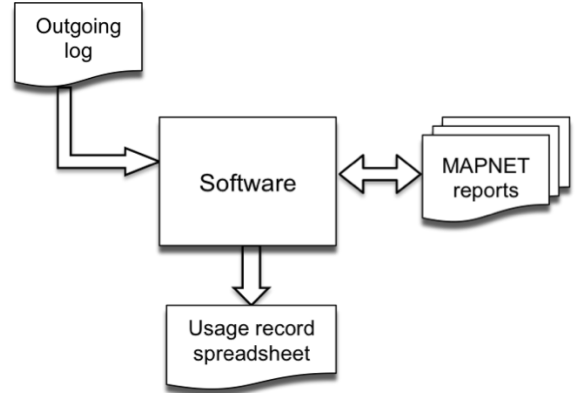 Outgoing
log
Software
MAPNET
reports
Usage record
spreadsheet